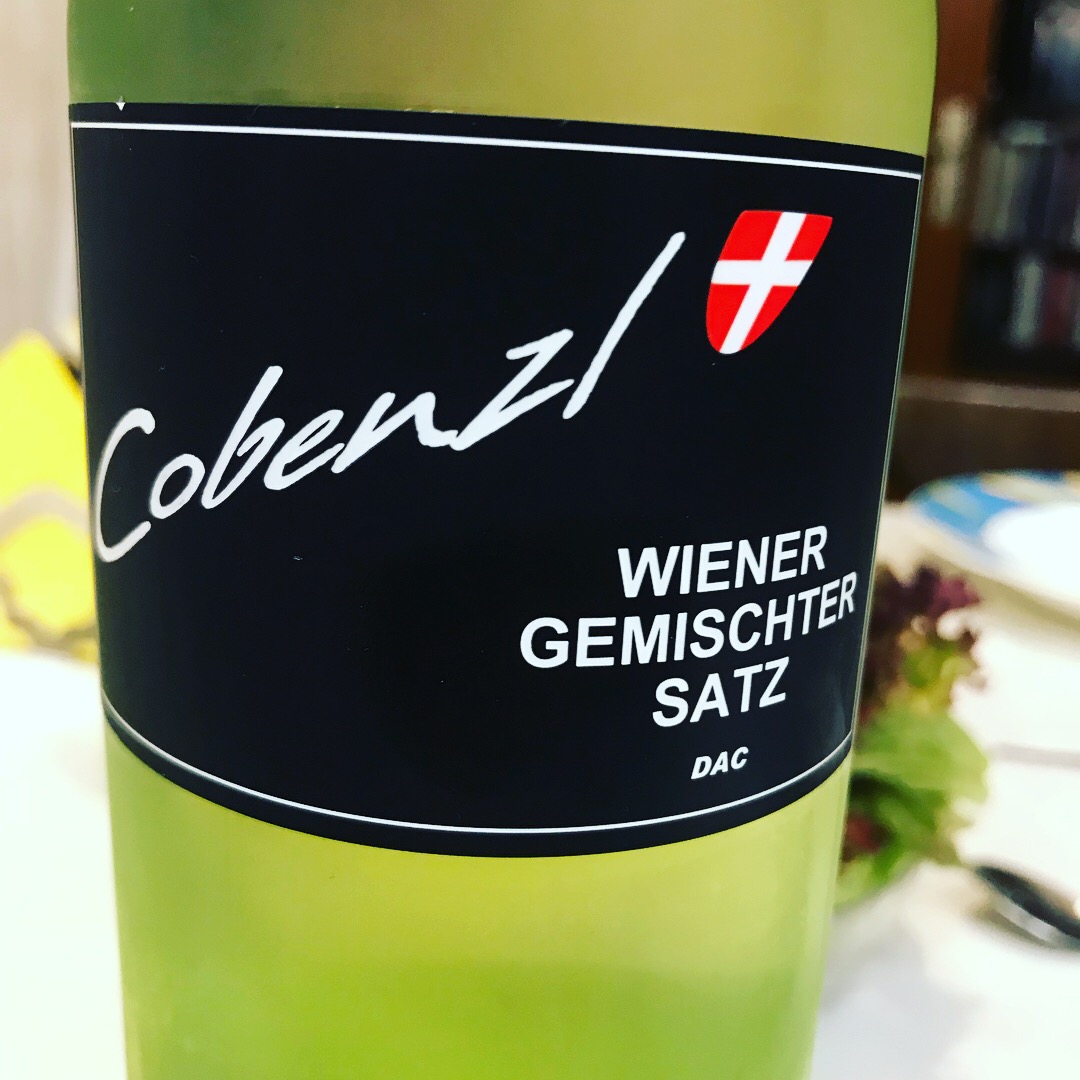 Cobenzl
WIENER
GEMISCHTER
SATZ
DAC